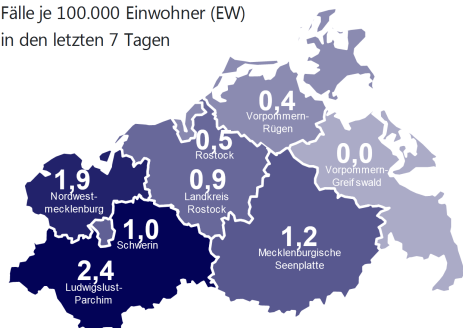 Fälle je 100.000 Einwohner (EW)
in den letzten 7 Tagen
0,4
Vorpommern-
Rügen
0,5
Rostock
0,0
Vorpommern-
Greifswald
1,9
Nordwest-
mecklenburg
0,9
Landkreis
Rostock
1,0
Schwerin
1,2
Mecklenburgische
Seenplatte
2,4
Ludwigslust-
Parchim